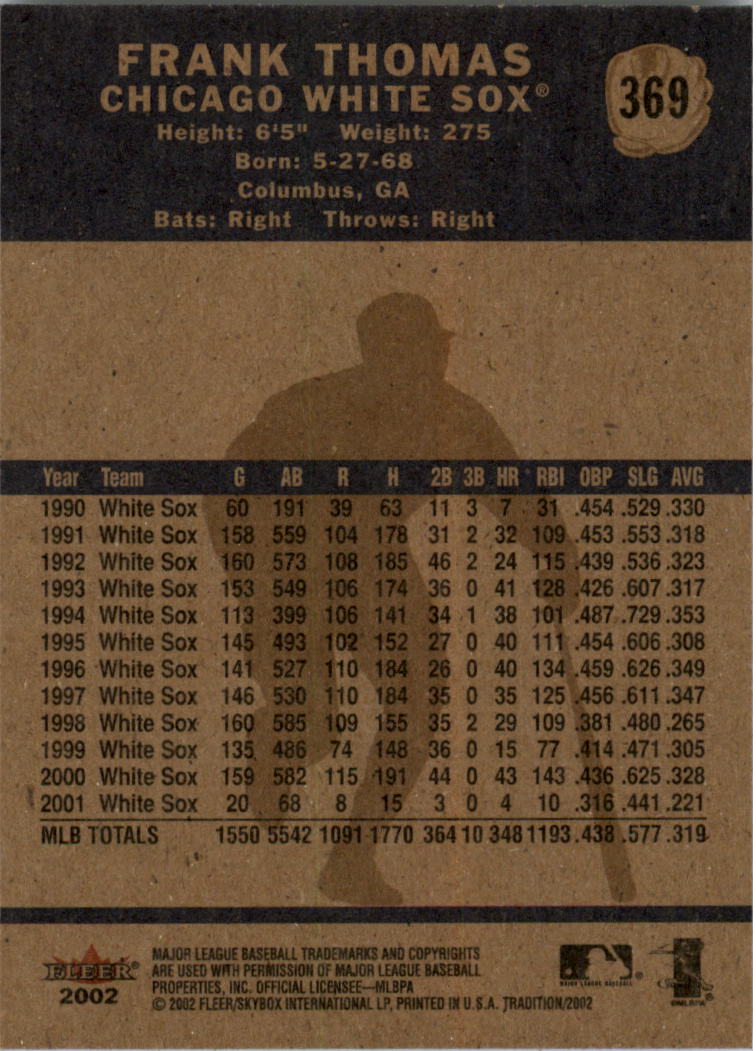 FRANK THOMAS
CHICAGO WHITE SOX®
369
Height: 6'5" Weight: 275
Born: 5-27-68
Columbus, GA
Bats: Right Throws: Right
Year Team G AB R H 2B 3B HR RBI OBP SLG AVG
1990 White Sox 60 191 39 63 11 3 7 31 .454 .529 .330
1991 White Sox 158 559 104 178 31 2 32 109 .453 .553 .318
1992 White Sox 160 573 108 185 46 2 24 115 .439 .536 .323
1993 White Sox 153 549 106 174 36 0 41 128 .426 .607 .317
1994 White Sox 113 399 106 141 34 1 38 101 .487 .729 .353
1995 White Sox 145 493 102 152 27 0 40 111 .454 .606 .308
1996 White Sox 141 527 110 184 26 0 40 134 .459 .626 .349
1997 White Sox 146 530 110 184 35 0 35 125 .456 .611 .347
1998 White Sox 160 585 109 155 35 2 29 109 .381 .480 .265
1999 White Sox 135 486 74 148 36 0 15 77 .414 .471 .305
2000 White Sox 159 582 115 191 44 0 43 143 .436 .625 .328
2001 White Sox 20 68 8 15 3 0 4 10 .316 .441 .221
MLB TOTALS 1550 5542 1091 1770 364 10 348 1193 .438 .577 .319
FLEER®
2002
MAJOR LEAGUE BASEBALL TRADEMARKS AND COPYRIGHTS
ARE USED WITH PERMISSION OF MAJOR LEAGUE BASEBALL
PROPERTIES, INC. OFFICIAL LICENSEE—MLBPA
© 2002 FLEER/SKYBOX INTERNATIONAL LP, PRINTED IN U.S.A. TRADITION/2002
MAJOR LEAGUE BASEBALL®
©MLBPA